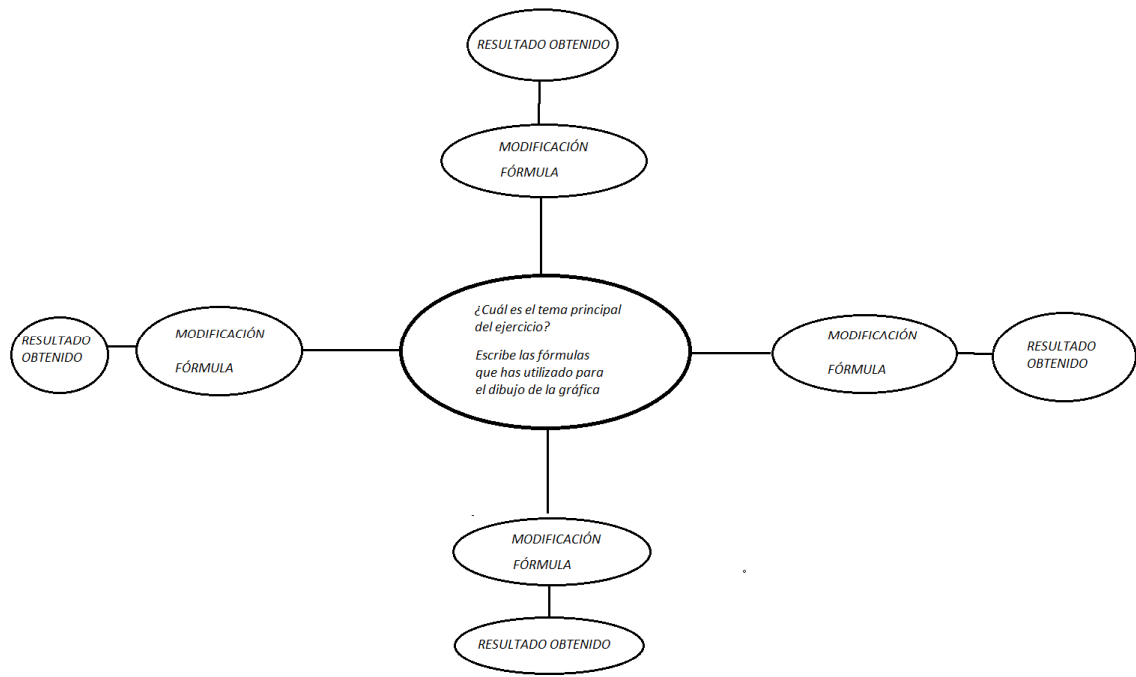 RESULTADO OBTENIDO
MODIFICACIÓN
FÓRMULA
¿Cuál es el tema principal
del ejercicio?
Escribe las fórmulas
que has utilizado para
el dibujo de la gráfica
RESULTADO
OBTENIDO
MODIFICACIÓN
FÓRMULA
MODIFICACIÓN
FÓRMULA
RESULTADO
OBTENIDO
MODIFICACIÓN
FÓRMULA
RESULTADO OBTENIDO